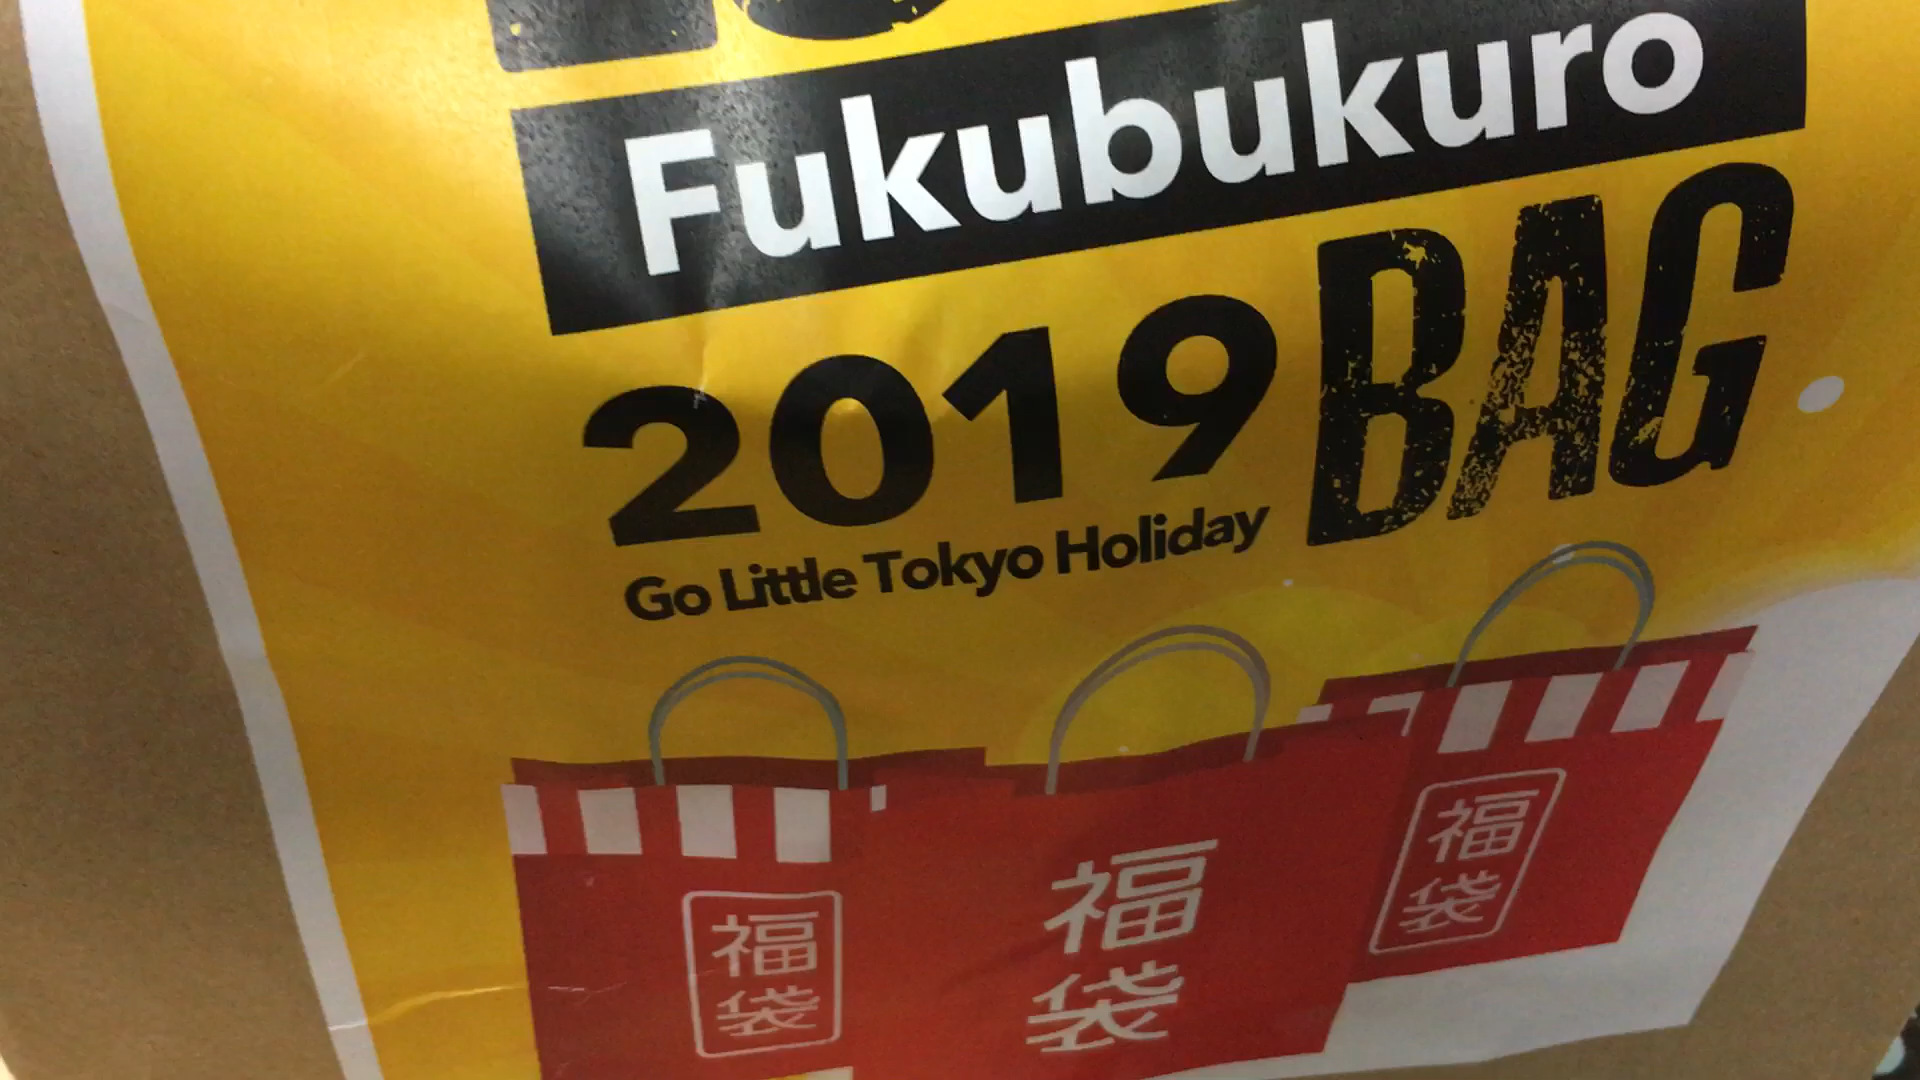 Fukubukuro
2019 BAG
Go Little Tokyo Holiday
福袋
福袋
福袋